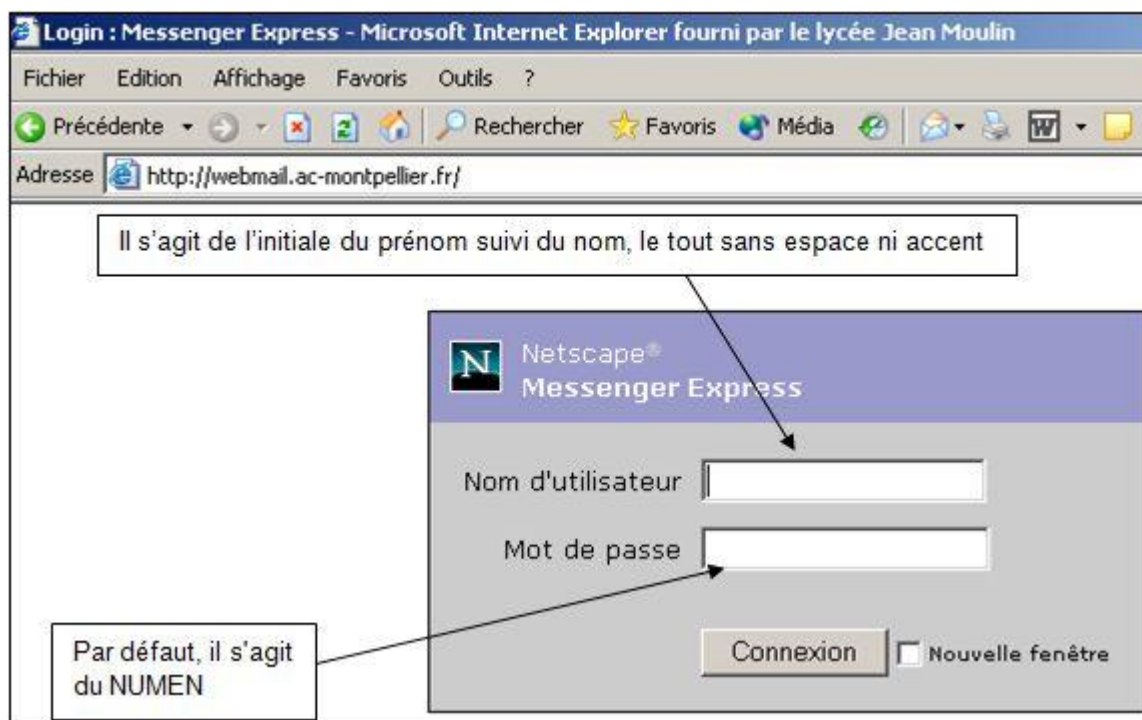 Login : Messenger Express - Microsoft Internet Explorer fourni par le lycée Jean Moulin
Fichier Edition Affichage Favoris Outils ?
Précédente Rechercher Favoris Média W
Adresse http://webmail.ac-montpellier.fr/
Il s'agit de l'initiale du prénom suivi du nom, le tout sans espace ni accent
N Netscape®
Messenger Express
Nom d'utilisateur
Mot de passe
Par défaut, il s'agit
du NUMEN
Connexion Nouvelle fenêtre